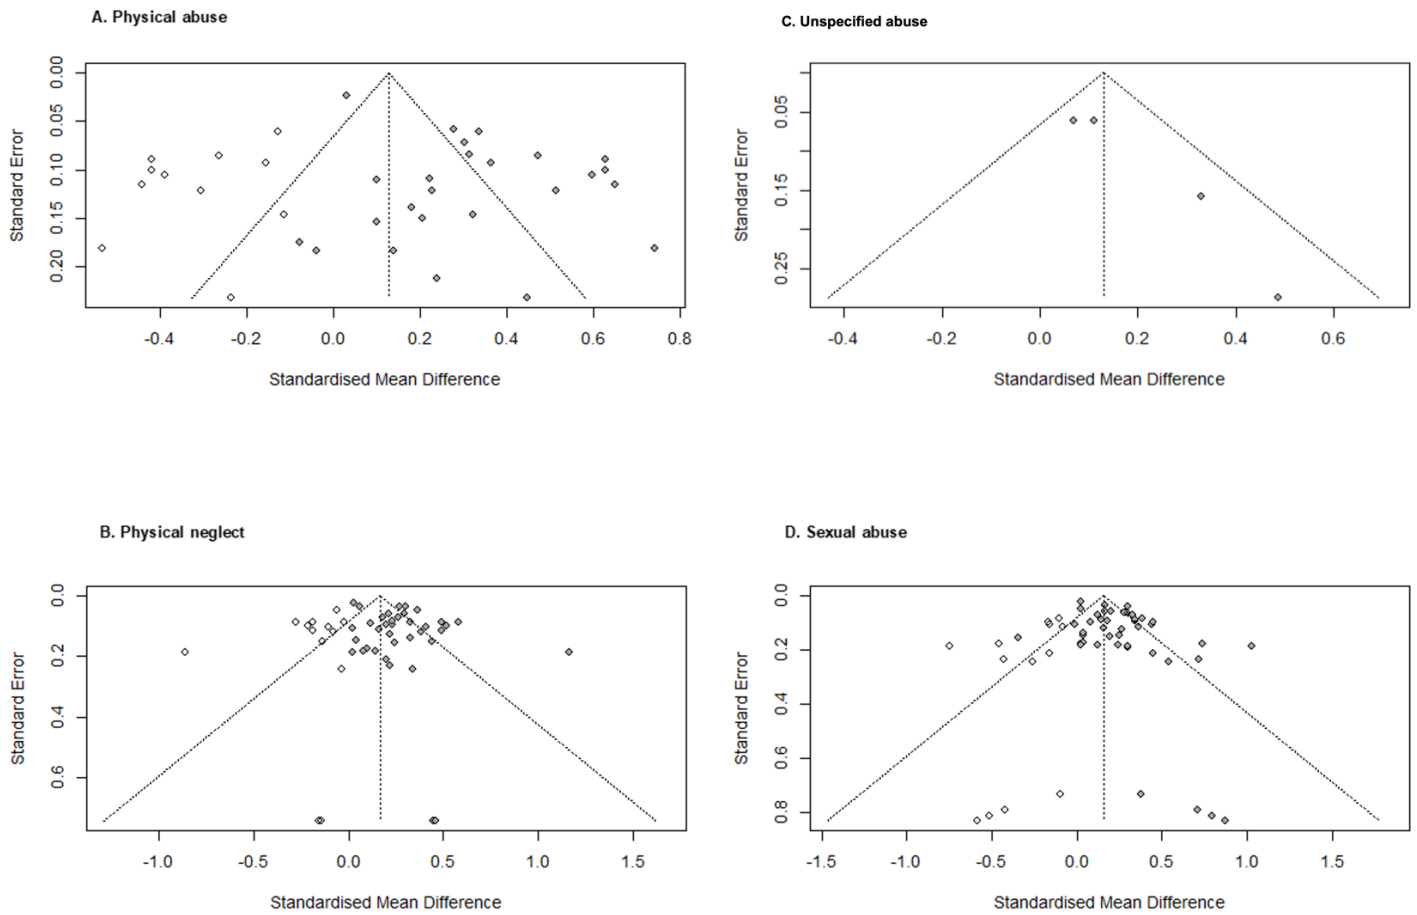 A. Physical abuse
Standard Error
0.00
0.05
0.10
0.15
0.20
-0.4 -0.2 0.0 0.2 0.4 0.6 0.8
Standardised Mean Difference
C. Unspecified abuse
Standard Error
0.05
0.15
0.25
-0.4 -0.2 0.0 0.2 0.4 0.6
Standardised Mean Difference
B. Physical neglect
Standard Error
0.0
0.2
0.4
0.6
-1.0 -0.5 0.0 0.5 1.0 1.5
Standardised Mean Difference
D. Sexual abuse
Standard Error
0.0
0.2
0.4
0.6
0.8
-1.5 -1.0 -0.5 0.0 0.5 1.0 1.5
Standardised Mean Difference